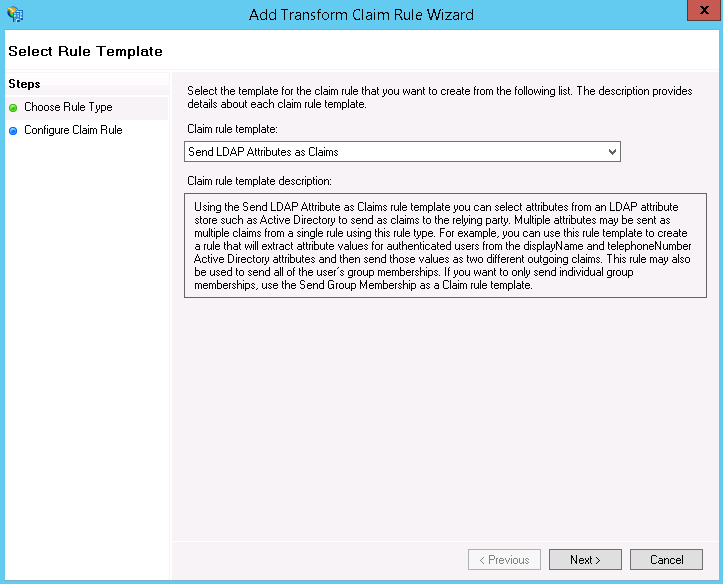 Add Transform Claim Rule Wizard
x
Select Rule Template
Steps
Choose Rule Type
Configure Claim Rule
Select the template for the claim rule that you want to create from the following list. The description provides
details about each claim rule template.
Claim rule template:
Send LDAP Attributes as Claims
Claim rule template description:
Using the Send LDAP Attribute as Claims rule template you can select attributes from an LDAP attribute
store such as Active Directory to send as claims to the relying party. Multiple attributes may be sent as
multiple claims from a single rule using this rule type. For example, you can use this rule template to create
a rule that will extract attribute values for authenticated users from the displayName and telephoneNumber
Active Directory attributes and then send those values as two different outgoing claims. This rule may also
be used to send all of the user´s group memberships. If you want to only send individual group
memberships, use the Send Group Membership as a Claim rule template.
< Previous
Next >
Cancel